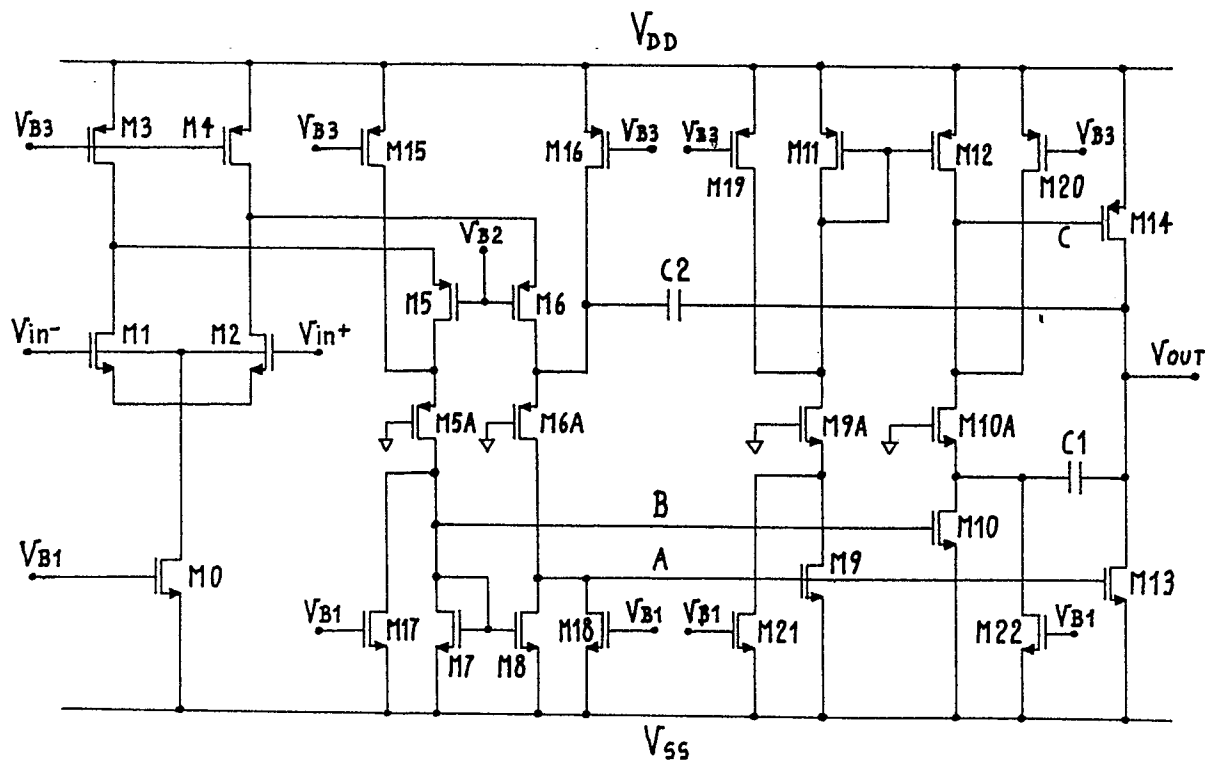 VDD
VB3
M3
M4
VB3
M15
M16
VB3
VB3
M19
M11
M12
VB3
M20
M14
C
VB2
C2
M5
M6
Vin-
M1
M2
Vin+
VOUT
M5A
M6A
M9A
M10A
C1
B
M10
A
VB1
M0
M9
M13
VB1
M17
M7
M8
M18
VB1
VB1
M21
M22
VB1
VSS